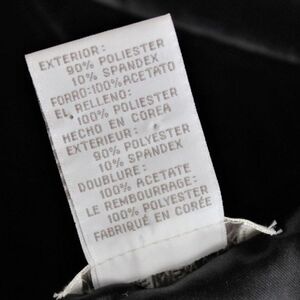 EXTERIOR:
90% POLIESTER
10% SPANDEX
FORRO:100%ACETATO
EL RELLENO:
100% POLIESTER
HECHO EN COREA
EXTERIEUR:
90% POLYESTER
10% SPANDEX
DOUBLURE:
100% ACETATE
LE REMBOURRAGE:
100% POLYESTER
FABRIQUÉ EN CORÉE